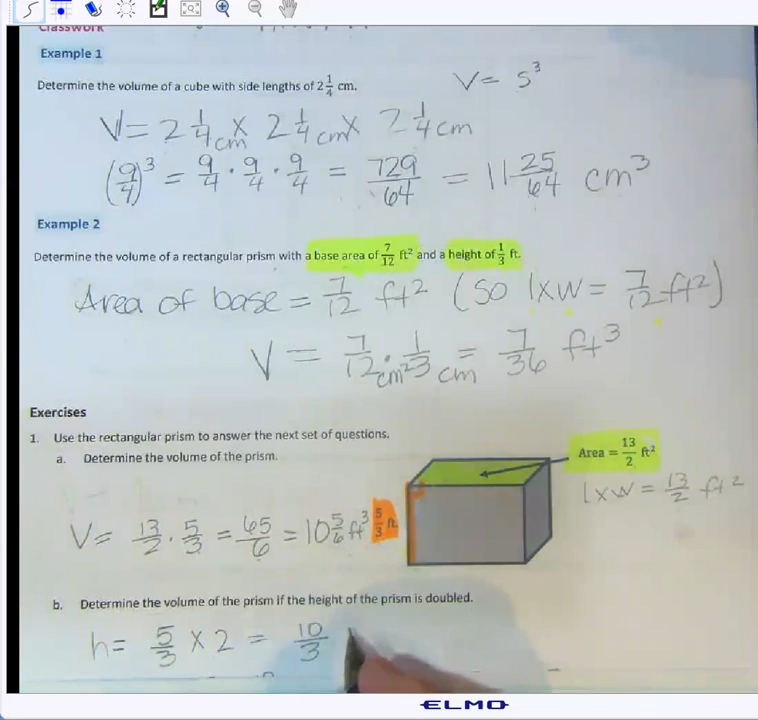 Classwork
Example 1
Determine the volume of a cube with side lengths of 2 1/4 cm.
V = s³
V = 2 1/4 cm × 2 1/4 cm × 2 1/4 cm
(9/4)³ = 9/4 · 9/4 · 9/4 = 729/64 = 11 25/64 cm³
Example 2
Determine the volume of a rectangular prism with a base area of 7/12 ft² and a height of 1/3 ft.
Area of base = 7/12 ft² (so l×w = 7/12 ft²)
V = 7/12 cm² · 1/3 cm = 7/36 ft³
Exercises
1. Use the rectangular prism to answer the next set of questions.
a. Determine the volume of the prism.
Area = 13/2 ft²
l×w = 13/2 ft²
V = 13/2 · 5/3 = 65/6 = 10 5/6 ft³
5/3 ft.
b. Determine the volume of the prism if the height of the prism is doubled.
h = 5/3 × 2 = 10/3
ELMO